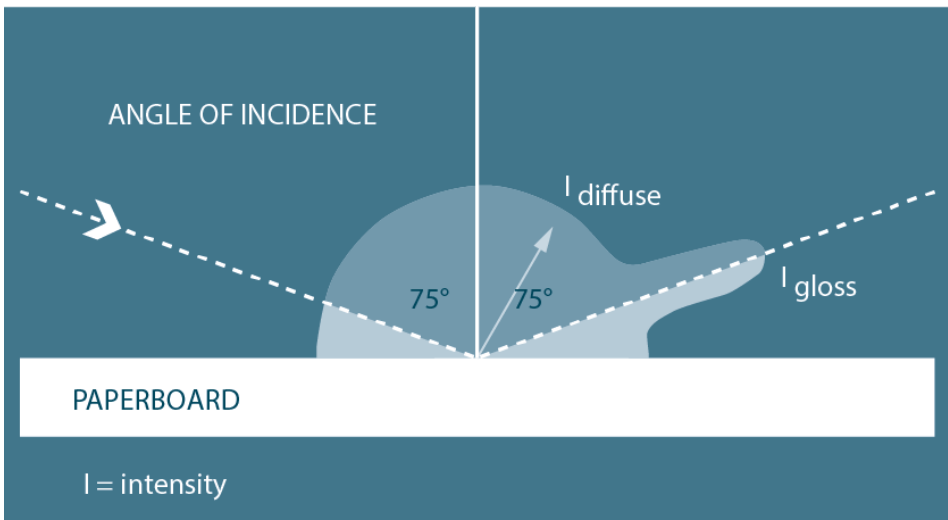 ANGLE OF INCIDENCE
I diffuse
75°
75°
I gloss
PAPERBOARD
I = intensity